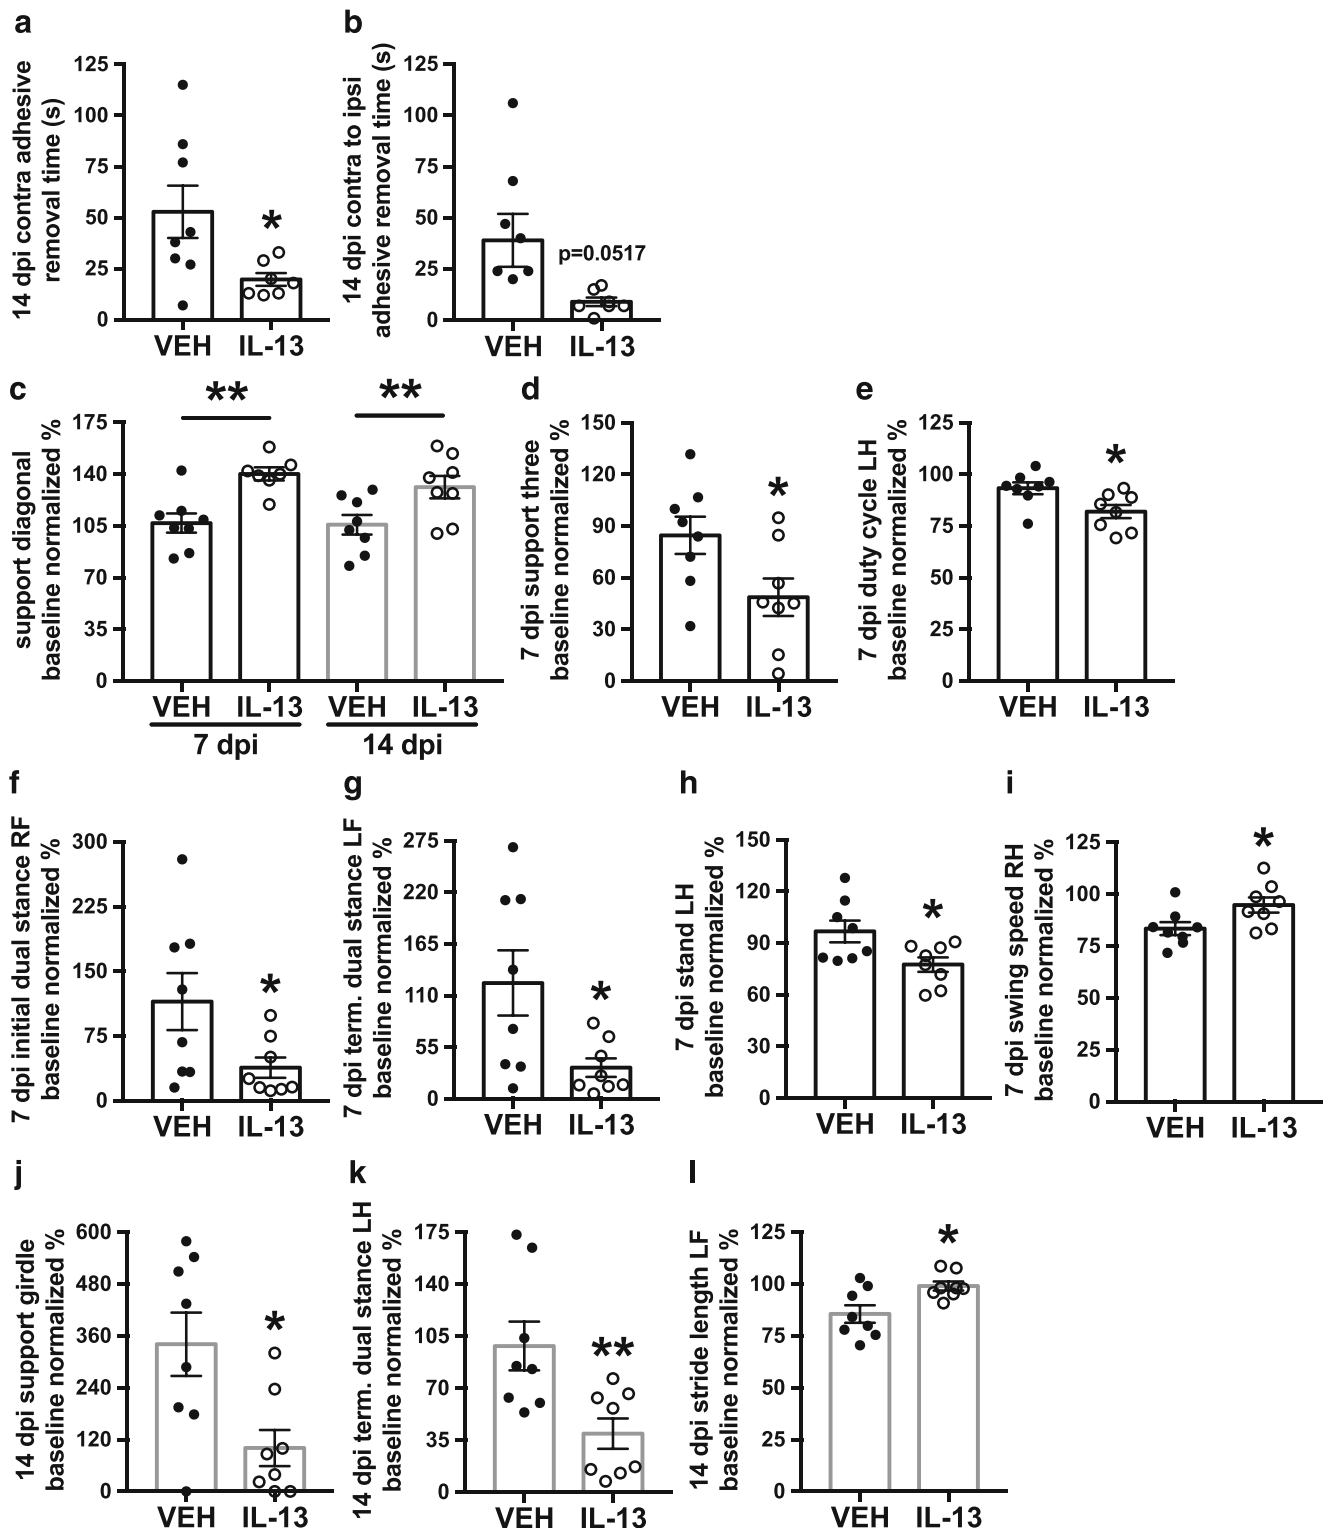 a
14 dpi contra adhesive
removal time (s)
125
100
75
50
25
0
*
VEH IL-13
b
14 dpi contra to ipsi
adhesive removal time (s)
125
100
75
50
25
0
p=0.0517
VEH IL-13
c
support diagonal
baseline normalized %
175
140
105
70
35
0
** **
VEH IL-13 VEH IL-13
7 dpi 14 dpi
d
7 dpi support three
baseline normalized %
150
120
90
60
30
0
*
VEH IL-13
e
7 dpi duty cycle LH
baseline normalized %
125
100
75
50
25
0
*
VEH IL-13
f
7 dpi initial dual stance RF
baseline normalized %
300
225
150
75
0
*
VEH IL-13
g
7 dpi term. dual stance LF
baseline normalized %
275
220
165
110
55
0
*
VEH IL-13
h
7 dpi stand LH
baseline normalized %
150
120
90
60
30
0
*
VEH IL-13
i
7 dpi swing speed RH
baseline normalized %
125
100
75
50
25
0
*
VEH IL-13
j
14 dpi support girdle
baseline normalized %
600
480
360
240
120
0
*
VEH IL-13
k
14 dpi term. dual stance LH
baseline normalized %
175
140
105
70
35
0
**
VEH IL-13
l
14 dpi stride length LF
baseline normalized %
125
100
75
50
25
0
*
VEH IL-13